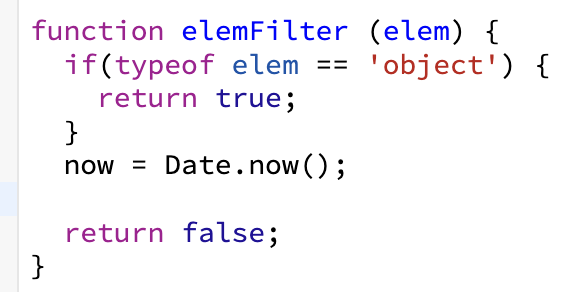 function elemFilter (elem) {
  if(typeof elem == 'object') {
    return true;
  }
  now = Date.now();

  return false;
}